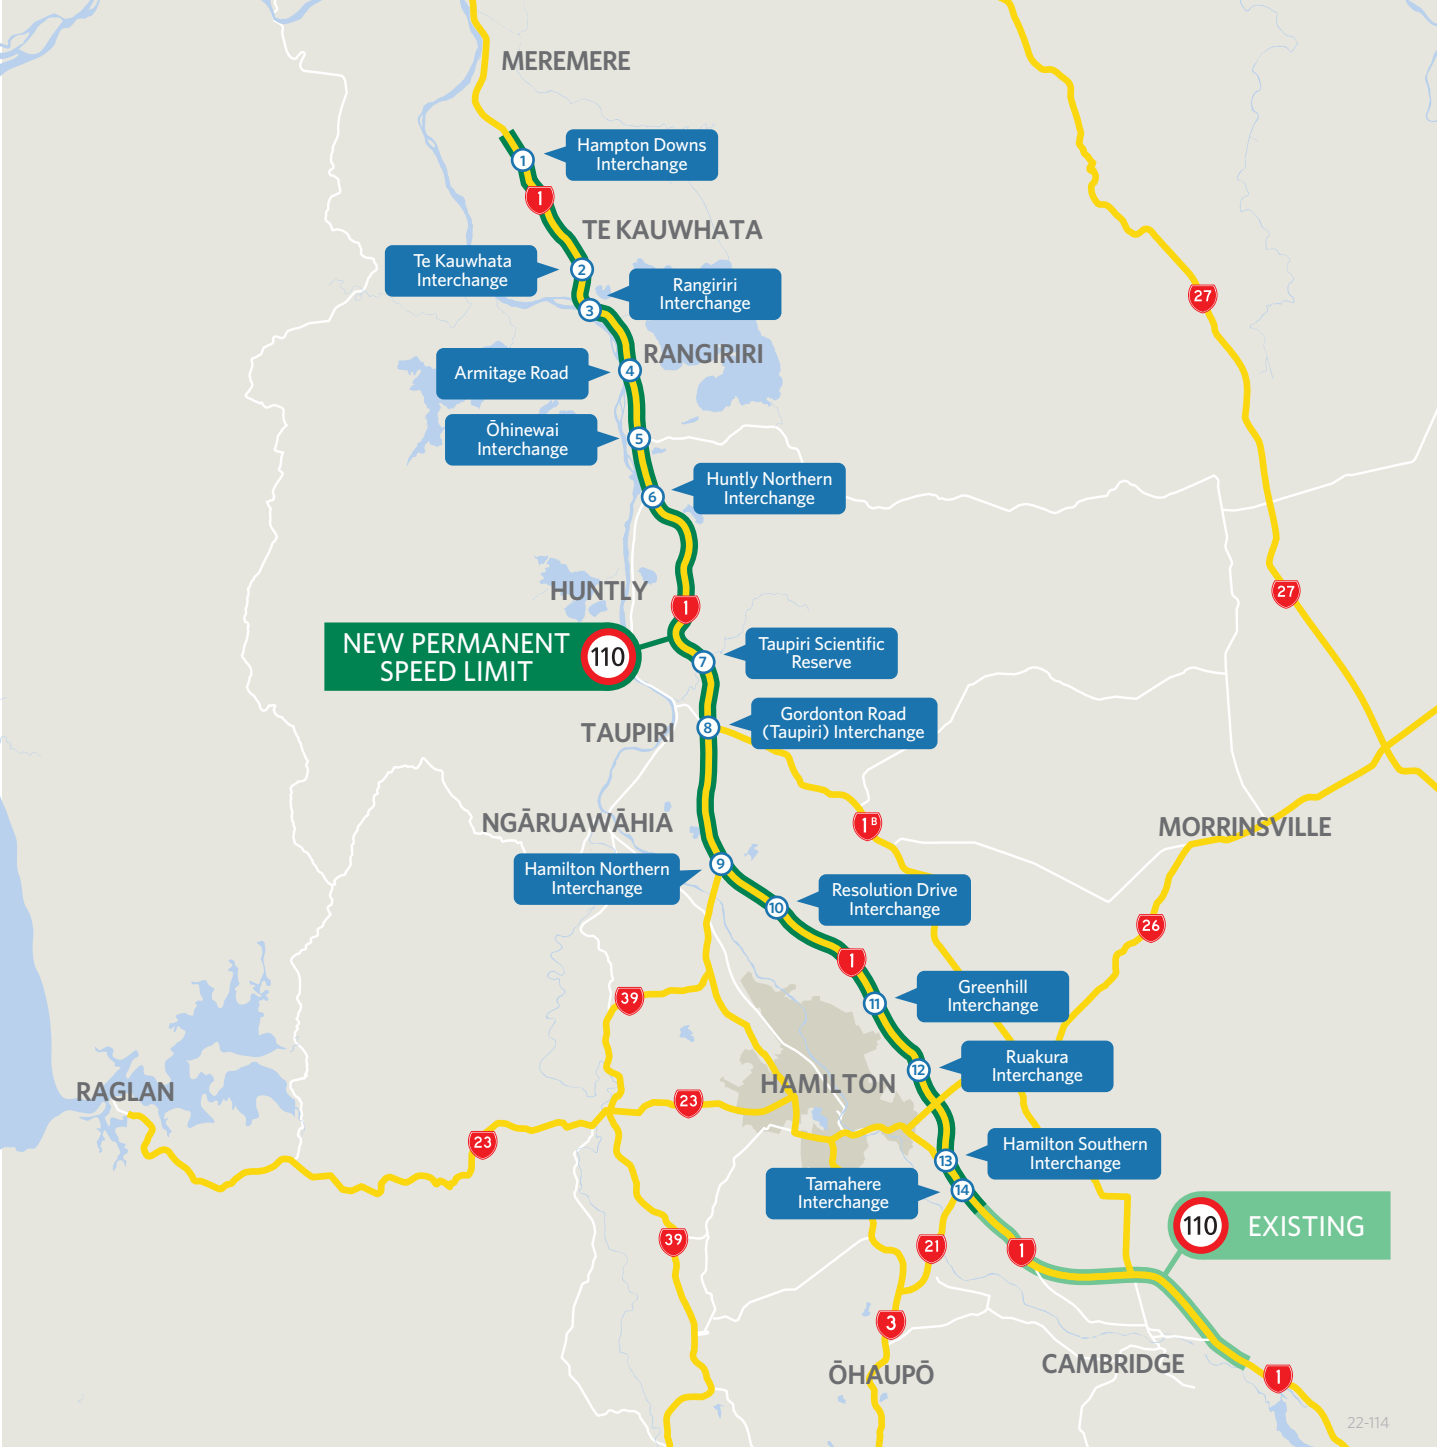 MEREMERE
1
Hampton Downs
Interchange
1
TE KAUWHATA
Te Kauwhata
Interchange
2
Rangiriri
Interchange
27
3
RANGIRIRI
Armitage Road
4
Ōhinewai
Interchange
5
Huntly Northern
Interchange
6
HUNTLY
1
27
NEW PERMANENT
SPEED LIMIT
110
7
Taupiri Scientific
Reserve
TAUPIRI
8
Gordonton Road
(Taupiri) Interchange
NGĀRUAWĀHIA
1B
MORRINSVILLE
Hamilton Northern
Interchange
9
10
Resolution Drive
Interchange
26
1
39
11
Greenhill
Interchange
RAGLAN
HAMILTON
12
Ruakura
Interchange
23
23
13
Hamilton Southern
Interchange
Tamahere
Interchange
14
110
EXISTING
39
21
1
3
ŌHAUPŌ
CAMBRIDGE
1
22-114